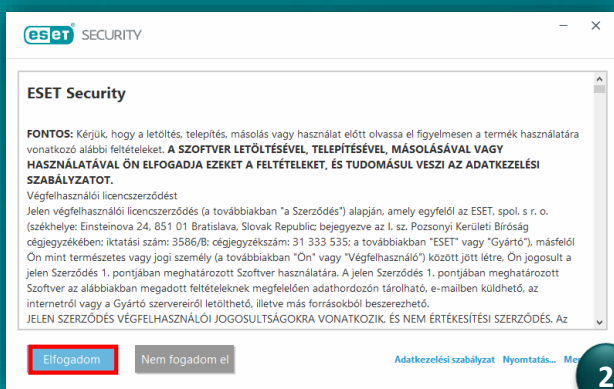 eset SECURITY
ESET Security
FONTOS: Kérjük, hogy a letöltés, telepítés, másolás vagy használat előtt olvassa el figyelmesen a termék használatára
vonatkozó alábbi feltételeket. A SZOFTVER LETÖLTÉSÉVEL, TELEPÍTÉSÉVEL, MÁSOLÁSÁVAL VAGY
HASZNÁLATÁVAL ÖN ELFOGADJA EZEKET A FELTÉTELEKET, ÉS TUDOMÁSUL VESZI AZ ADATKEZELÉSI
SZABÁLYZATOT.
Végfelhasználói licencszerződést
Jelen végfelhasználói licencszerződés (a továbbiakban "a Szerződés") alapján, amely egyfelől az ESET, spol. s r. o.
(székhelye: Einsteinova 24, 851 01 Bratislava, Slovak Republic; bejegyezve az I. sz. Pozsonyi Kerületi Bíróság
cégjegyzékében; iktatási szám: 3586/B; cégjegyzékszám: 31 333 535; a továbbiakban "ESET" vagy "Gyártó"), másfelől
Ön mint természetes vagy jogi személy (a továbbiakban "Ön" vagy "Végfelhasználó") között jött létre, Ön jogosult a
jelen Szerződés 1. pontjában meghatározott Szoftver használatára. A jelen Szerződés 1. pontjában meghatározott
Szoftver az alábbiakban megadott feltételeknek megfelelően adathordozón tárolható, e-mailben küldhető, az
internetről vagy a Gyártó szervereiről letölthető, illetve más forrásokból beszerezhető.
JELEN SZERZŐDÉS VÉGFELHASZNÁLÓI JOGOSULTSÁGOKRA VONATKOZIK, ÉS NEM ÉRTÉKESÍTÉSI SZERZŐDÉS. Az
Elfogadom Nem fogadom el Adatkezelési szabályzat Nyomtatás...
2